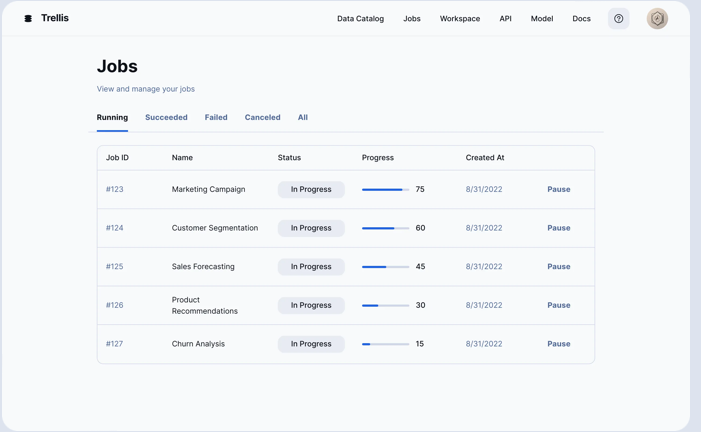 Trellis
Data Catalog Jobs Workspace API Model Docs
Jobs
View and manage your jobs
Running Succeeded Failed Canceled All
Job ID Name Status Progress Created At
#123 Marketing Campaign In Progress 75 8/31/2022 Pause
#124 Customer Segmentation In Progress 60 8/31/2022 Pause
#125 Sales Forecasting In Progress 45 8/31/2022 Pause
#126 Product Recommendations In Progress 30 8/31/2022 Pause
#127 Churn Analysis In Progress 15 8/31/2022 Pause